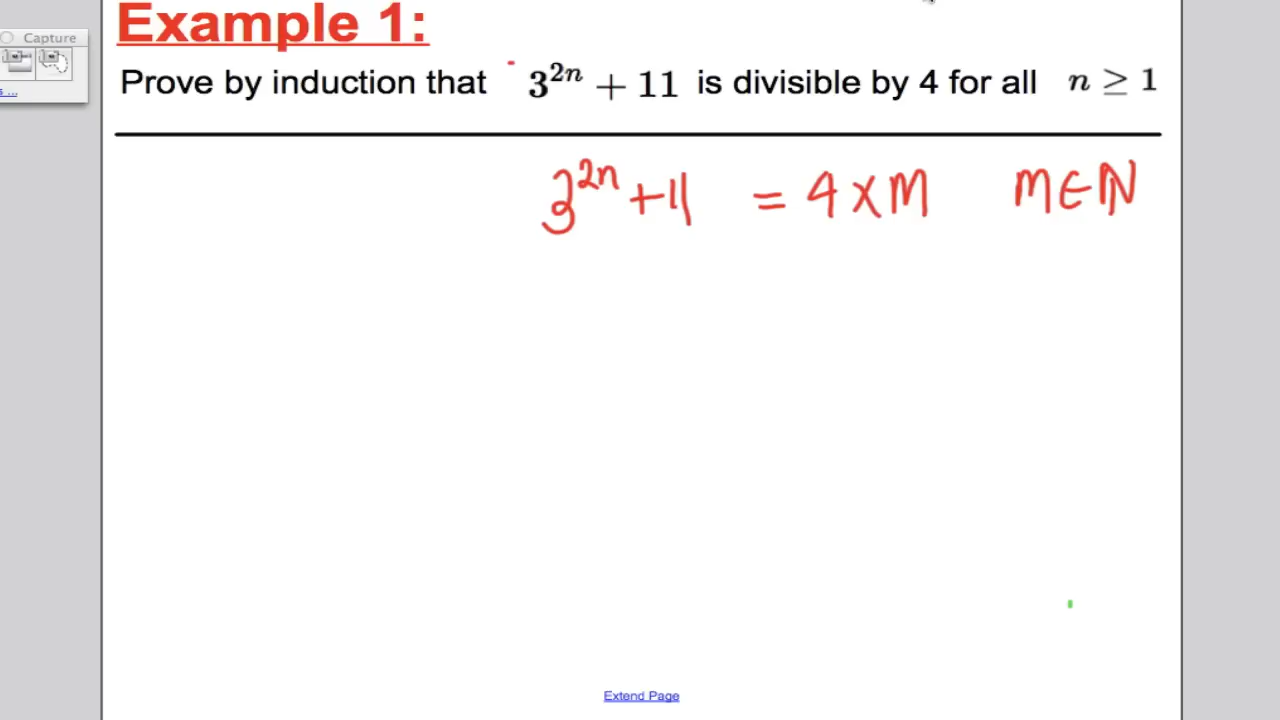 Example 1:
Capture
Prove by induction that 3^{2n} + 11 is divisible by 4 for all n ≥ 1
s ...
3^{2n} + 11 = 4 × M M ∈ ℕ
Extend Page